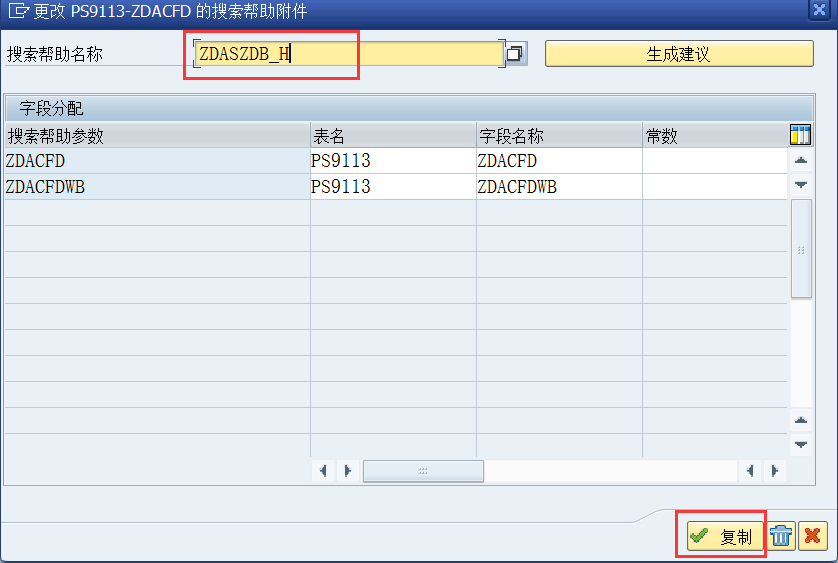 更改 PS9113-ZDACFD 的搜索帮助附件
搜索帮助名称 ZDASZDB_H 生成建议
字段分配
搜索帮助参数 表名 字段名称 常数
ZDACFD PS9113 ZDACFD
ZDACFDWB PS9113 ZDACFDWB
复制